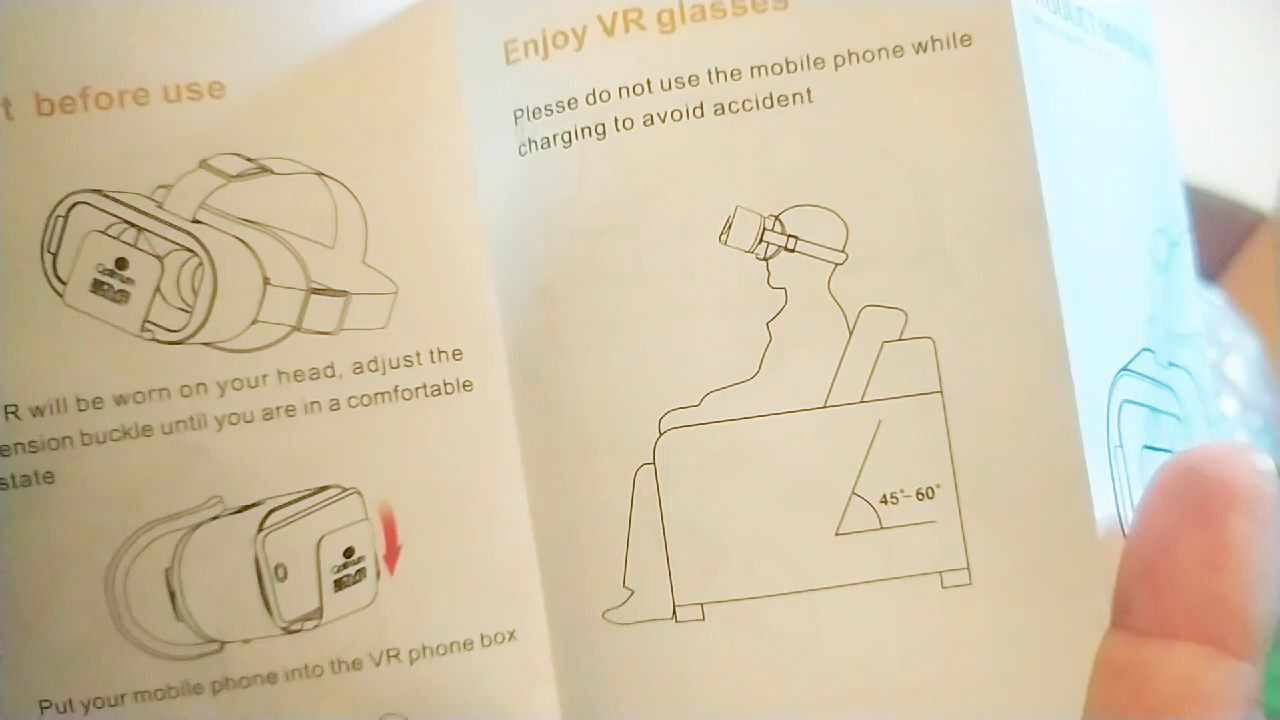 t before use
R will be worn on your head, adjust the
ension buckle until you are in a comfortable
state
Put your mobile phone into the VR phone box
Enjoy VR glasses
Plesse do not use the mobile phone while
charging to avoid accident
45°-60°